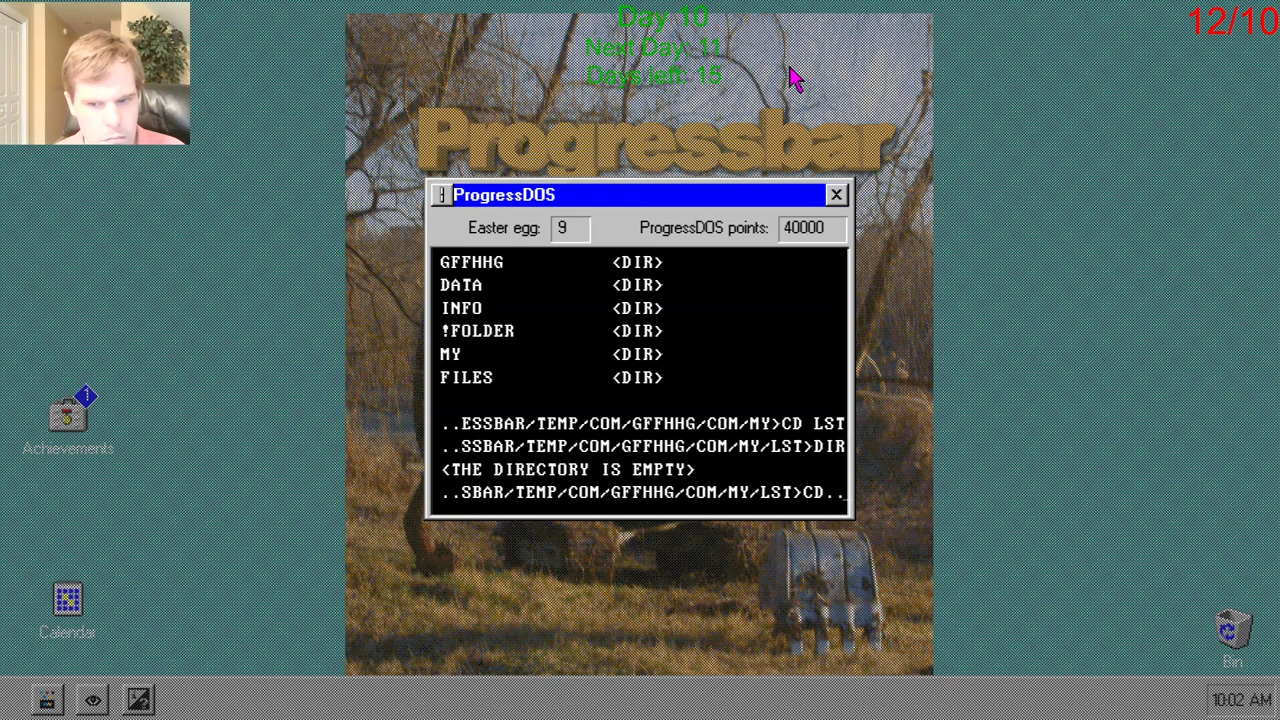 Day 10
Next Day: 11
Days left: 15
12/10
Progressbar
ProgressDOS
Easter egg: 9 ProgressDOS points: 40000
GFFHHG <DIR>
DATA <DIR>
INFO <DIR>
!FOLDER <DIR>
MY <DIR>
FILES <DIR>
..ESSBAR/TEMP/COM/GFFHHG/COM/MY>CD LST
..SSBAR/TEMP/COM/GFFHHG/COM/MY/LST>DIR
<THE DIRECTORY IS EMPTY>
..SBAR/TEMP/COM/GFFHHG/COM/MY/LST>CD.._
1
Achievements
Calendar
Bin
10:02 AM